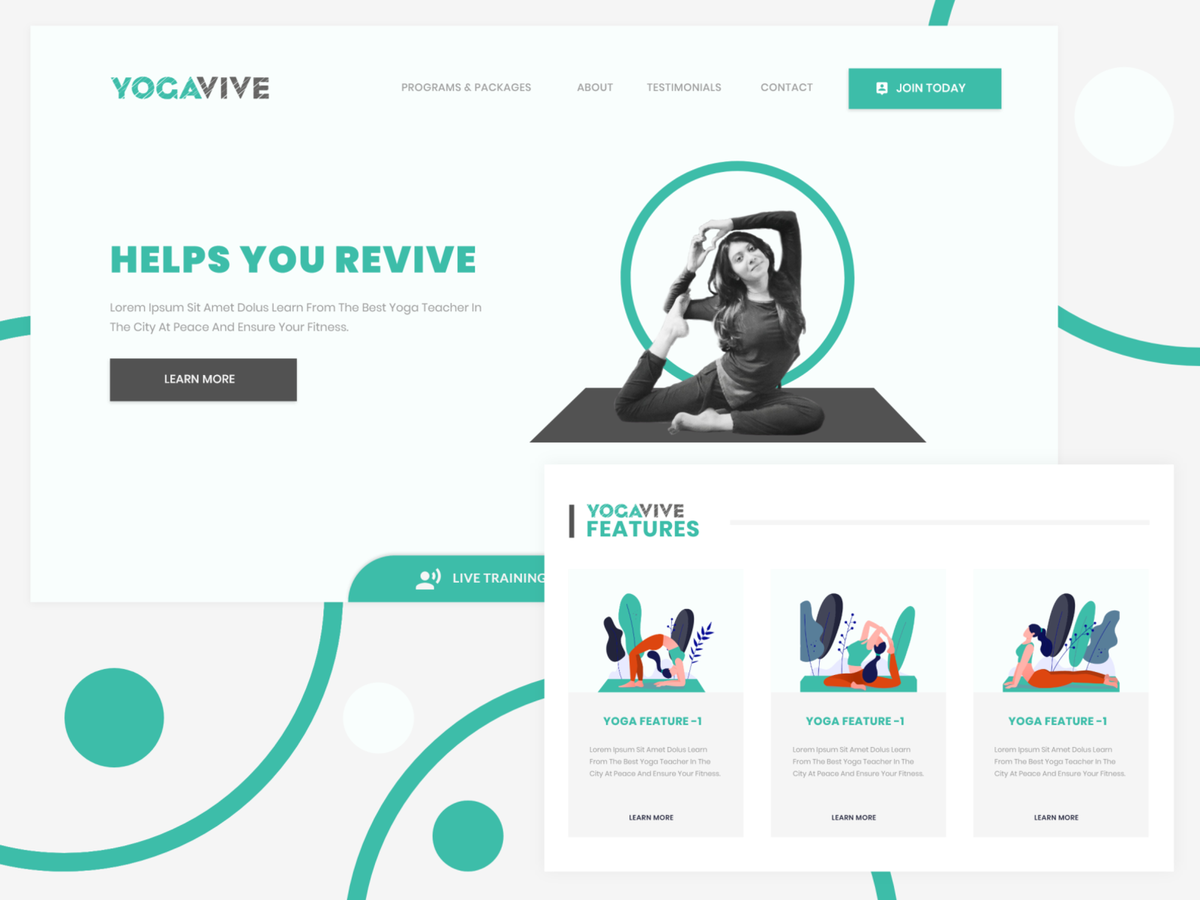 YOGAVIVE
PROGRAMS & PACKAGES
ABOUT
TESTIMONIALS
CONTACT
JOIN TODAY
HELPS YOU REVIVE
Lorem Ipsum Sit Amet Dolus Learn From The Best Yoga Teacher In
The City At Peace And Ensure Your Fitness.
LEARN MORE
LIVE TRAINING
YOGAVIVE
FEATURES
YOGA FEATURE -1
Lorem Ipsum Sit Amet Dolus Learn
From The Best Yoga Teacher In The
City At Peace And Ensure Your Fitness.
LEARN MORE
YOGA FEATURE -1
Lorem Ipsum Sit Amet Dolus Learn
From The Best Yoga Teacher In The
City At Peace And Ensure Your Fitness.
LEARN MORE
YOGA FEATURE -1
Lorem Ipsum Sit Amet Dolus Learn
From The Best Yoga Teacher In The
City At Peace And Ensure Your Fitness.
LEARN MORE